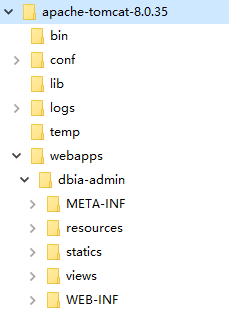 apache-tomcat-8.0.35
bin
conf
lib
logs
temp
webapps
dbia-admin
META-INF
resources
statics
views
WEB-INF